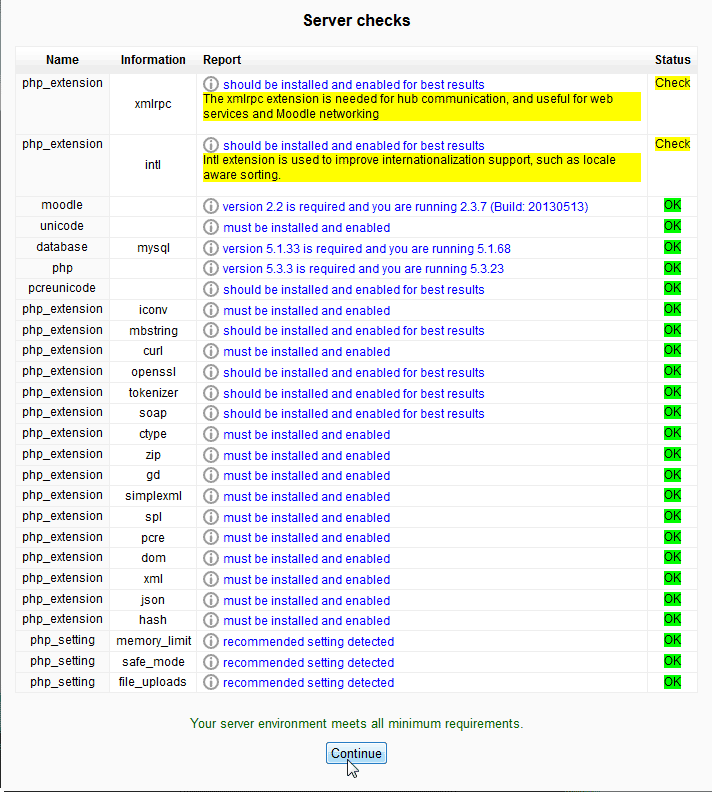 Server checks
Name Information Report Status
php_extension xmlrpc should be installed and enabled for best results Check
The xmlrpc extension is needed for hub communication, and useful for web
services and Moodle networking
php_extension intl should be installed and enabled for best results Check
Intl extension is used to improve internationalization support, such as locale
aware sorting.
moodle version 2.2 is required and you are running 2.3.7 (Build: 20130513) OK
unicode must be installed and enabled OK
database mysql version 5.1.33 is required and you are running 5.1.68 OK
php version 5.3.3 is required and you are running 5.3.23 OK
pcreunicode should be installed and enabled for best results OK
php_extension iconv must be installed and enabled OK
php_extension mbstring should be installed and enabled for best results OK
php_extension curl must be installed and enabled OK
php_extension openssl should be installed and enabled for best results OK
php_extension tokenizer should be installed and enabled for best results OK
php_extension soap should be installed and enabled for best results OK
php_extension ctype must be installed and enabled OK
php_extension zip must be installed and enabled OK
php_extension gd must be installed and enabled OK
php_extension simplexml must be installed and enabled OK
php_extension spl must be installed and enabled OK
php_extension pcre must be installed and enabled OK
php_extension dom must be installed and enabled OK
php_extension xml must be installed and enabled OK
php_extension json must be installed and enabled OK
php_extension hash must be installed and enabled OK
php_setting memory_limit recommended setting detected OK
php_setting safe_mode recommended setting detected OK
php_setting file_uploads recommended setting detected OK
Your server environment meets all minimum requirements.
Continue